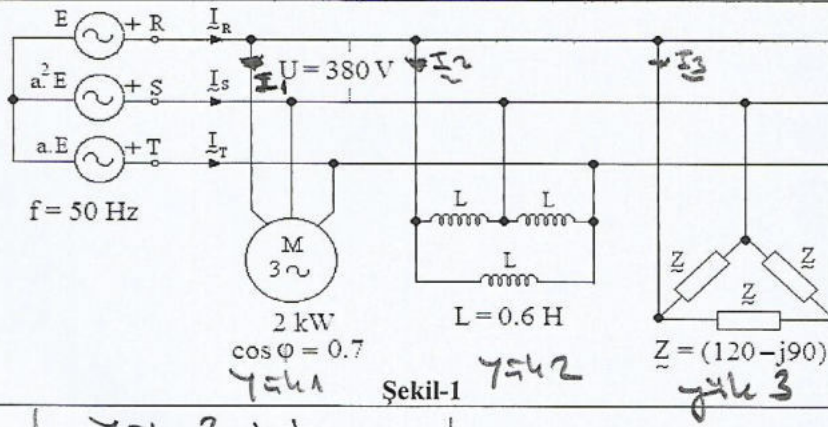 E + R I_R
I_1 U = 380 V I_2 I_3
a².E + S I_S
a.E + T I_T
f = 50 Hz
L L
L
M
3 ~
Z Z
Z
2 kW
L = 0.6 H
cos φ = 0.7
Z = (120 – j90)
yük 1
Şekil-1
yük 2
yük 3